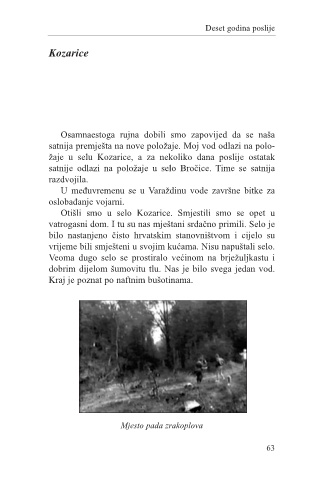 Deset godina poslije
Kozarice
Osamnaestoga rujna dobili smo zapovijed da se naša
satnija premješta na nove položaje. Moj vod odlazi na polo-
žaje u selu Kozarice, a za nekoliko dana poslije ostatak
satnije odlazi na položaje u selo Bročice. Time se satnija
razdvojila.
U međuvremenu se u Varaždinu vode završne bitke za
oslobađanje vojarni.
Otišli smo u selo Kozarice. Smjestili smo se opet u
vatrogasni dom. I tu su nas mještani srdačno primili. Selo je
bilo nastanjeno čisto hrvatskim stanovništvom i cijelo su
vrijeme bili smješteni u svojim kućama. Nisu napuštali selo.
Veoma dugo selo se prostiralo većinom na brježuljkastu i
dobrim dijelom šumovitu tlu. Nas je bilo svega jedan vod.
Kraj je poznat po naftnim bušotinama.
Mjesto pada zrakoplova
63